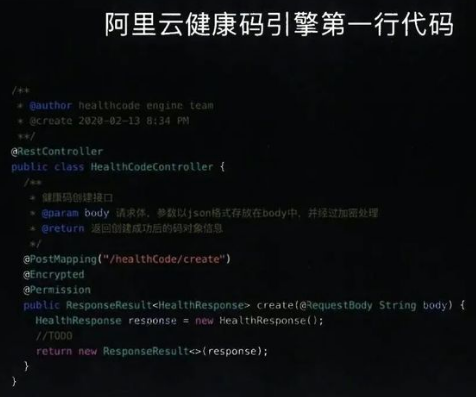 阿里云健康码引擎第一行代码
/**
* @author healthcode engine team
* @create 2020-02-13 8:34 PM
**/
@RestController
public class HealthCodeController {
/**
* 健康码创建接口
* @param body 请求体，参数以json格式存放在body中，并经过加密处理
* @return 返回创建成功后的码对象信息
*/
@PostMapping("/healthCode/create")
@Encrypted
@Permission
public ResponseResult<HealthResponse> create(@RequestBody String body) {
HealthResponse response = new HealthResponse();
//TODO
return new ResponseResult<>(response);
}
}